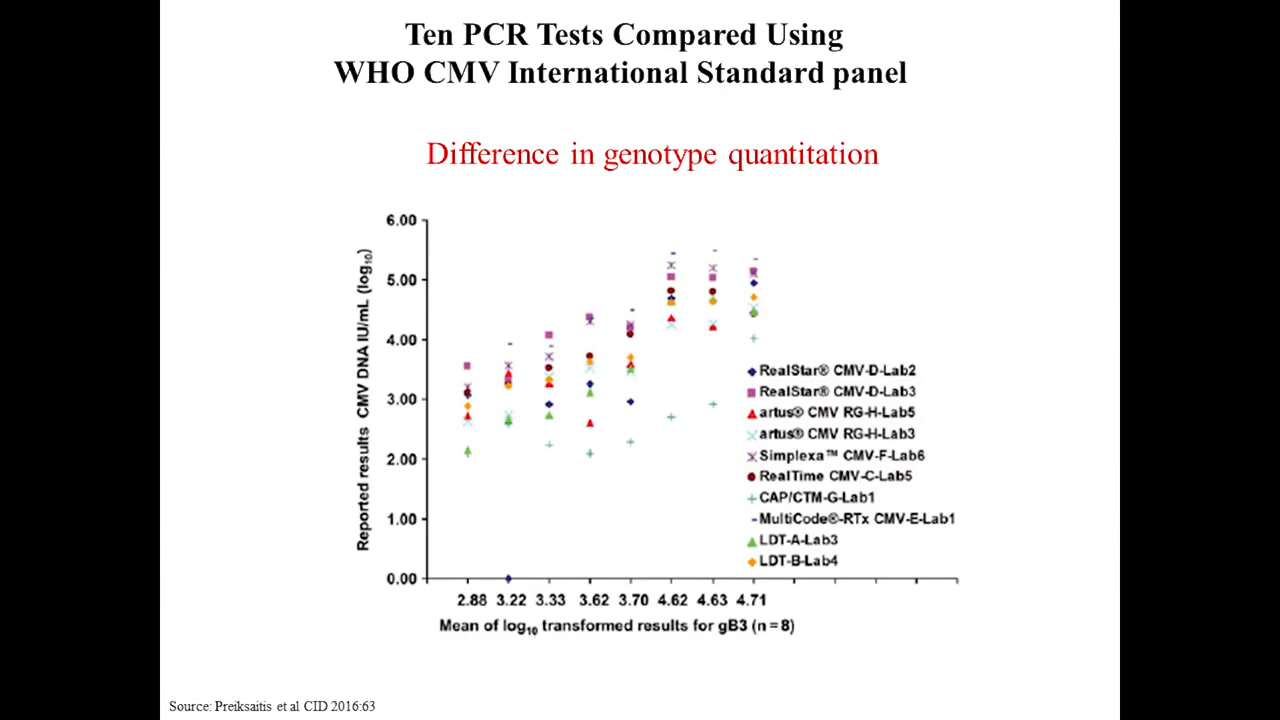 Ten PCR Tests Compared Using
WHO CMV International Standard panel
Difference in genotype quantitation
Reported results CMV DNA IU/mL (log10)
6.00
5.00
4.00
3.00
2.00
1.00
0.00
RealStar® CMV-D-Lab2
RealStar® CMV-D-Lab3
artus® CMV RG-H-Lab5
artus® CMV RG-H-Lab3
Simplexa™ CMV-F-Lab6
RealTime CMV-C-Lab5
CAP/CTM-G-Lab1
MultiCode®-RTx CMV-E-Lab1
LDT-A-Lab3
LDT-B-Lab4
2.88 3.22 3.33 3.62 3.70 4.62 4.63 4.71
Mean of log10 transformed results for gB3 (n=8)
Source: Preiksaitis et al CID 2016:63